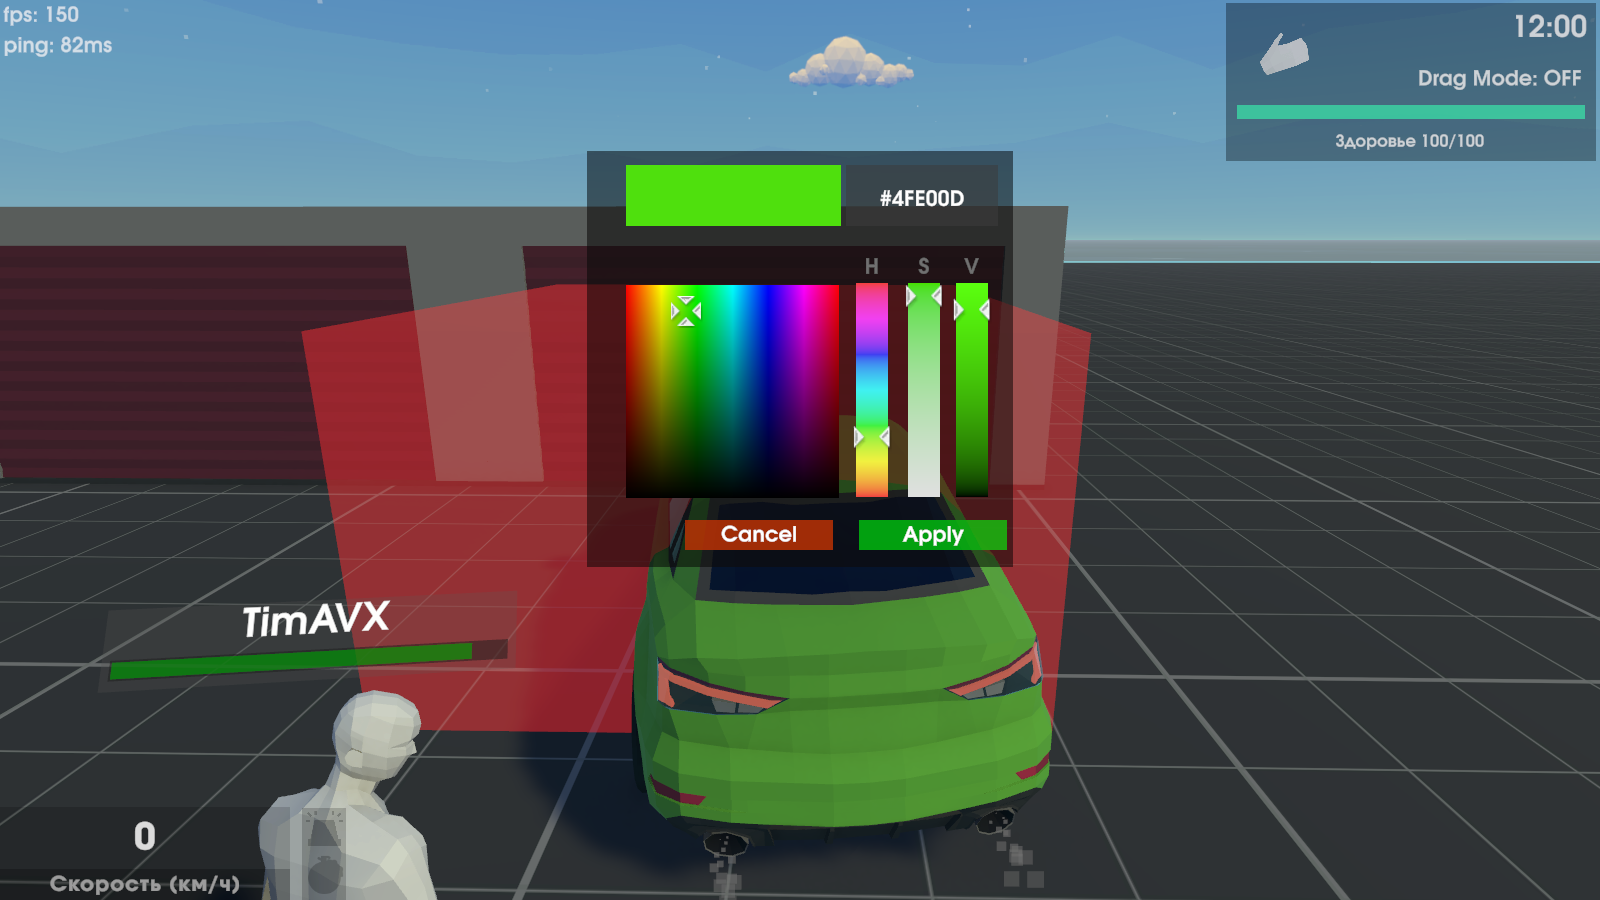 fps: 150
ping: 82ms
12:00
Drag Mode: OFF
Здоровье 100/100
#4FE00D
H S V
Cancel Apply
TimAVX
0
Скорость (км/ч)